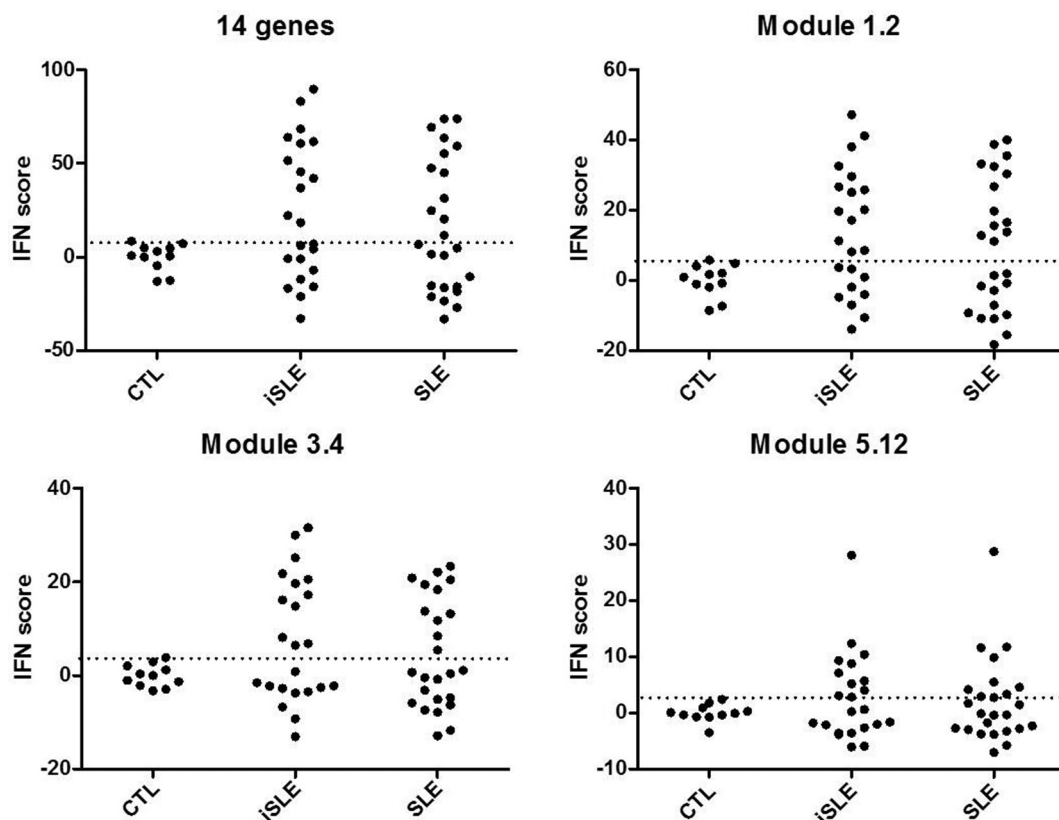 14 genes
IFN score
100
50
0
-50
CTL
iSLE
SLE
Module 1.2
IFN score
60
40
20
0
-20
CTL
iSLE
SLE
Module 3.4
IFN score
40
20
0
-20
CTL
iSLE
SLE
Module 5.12
IFN score
40
30
20
10
0
-10
CTL
iSLE
SLE